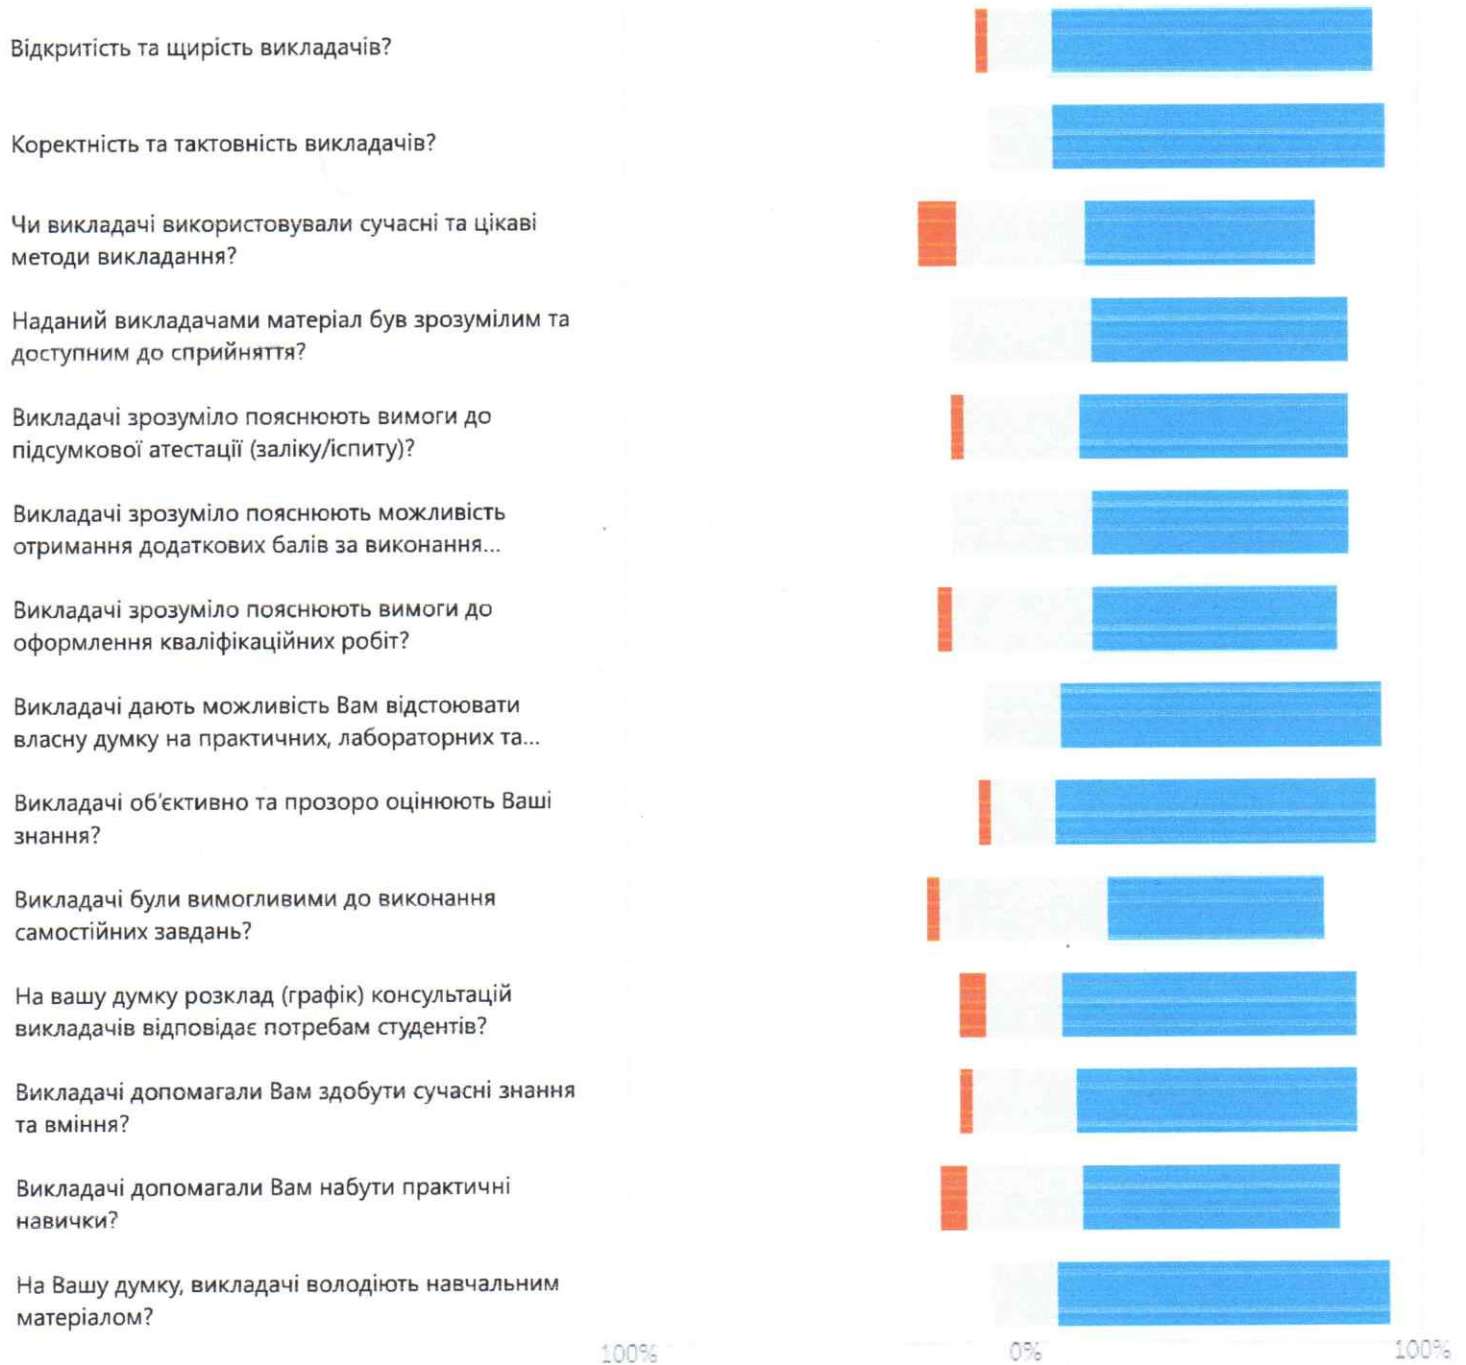 Відкритість та щирість викладачів?
Коректність та тактовність викладачів?
Чи викладачі використовували сучасні та цікаві
методи викладання?
Наданий викладачами матеріал був зрозумілим та
доступним до сприйняття?
Викладачі зрозуміло пояснюють вимоги до
підсумкової атестації (заліку/іспиту)?
Викладачі зрозуміло пояснюють можливість
отримання додаткових балів за виконання...
Викладачі зрозуміло пояснюють вимоги до
оформлення кваліфікаційних робіт?
Викладачі дають можливість Вам відстоювати
власну думку на практичних, лабораторних та...
Викладачі об'єктивно та прозоро оцінюють Ваші
знання?
Викладачі були вимогливими до виконання
самостійних завдань?
На вашу думку розклад (графік) консультацій
викладачів відповідає потребам студентів?
Викладачі допомагали Вам здобути сучасні знання
та вміння?
Викладачі допомагали Вам набути практичні
навички?
На Вашу думку, викладачі володіють навчальним
матеріалом?
100% 0% 100%